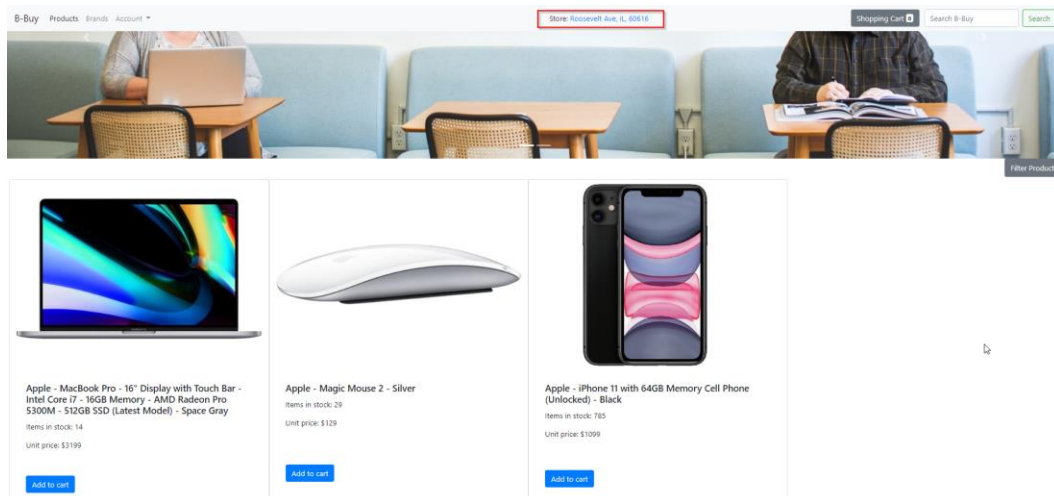 B-Buy Products Brands Account Store: Roosevelt Ave, IL, 60616 Shopping Cart 0 Search B-Buy Search
Filter Product
Apple - MacBook Pro - 16" Display with Touch Bar -
Intel Core i7 - 16GB Memory - AMD Radeon Pro
5300M - 512GB SSD (Latest Model) - Space Gray
Items in stock: 14
Unit price: $3199
Add to cart
Apple - Magic Mouse 2 - Silver
Items in stock: 29
Unit price: $129
Add to cart
Apple - iPhone 11 with 64GB Memory Cell Phone
(Unlocked) - Black
Items in stock: 785
Unit price: $1099
Add to cart